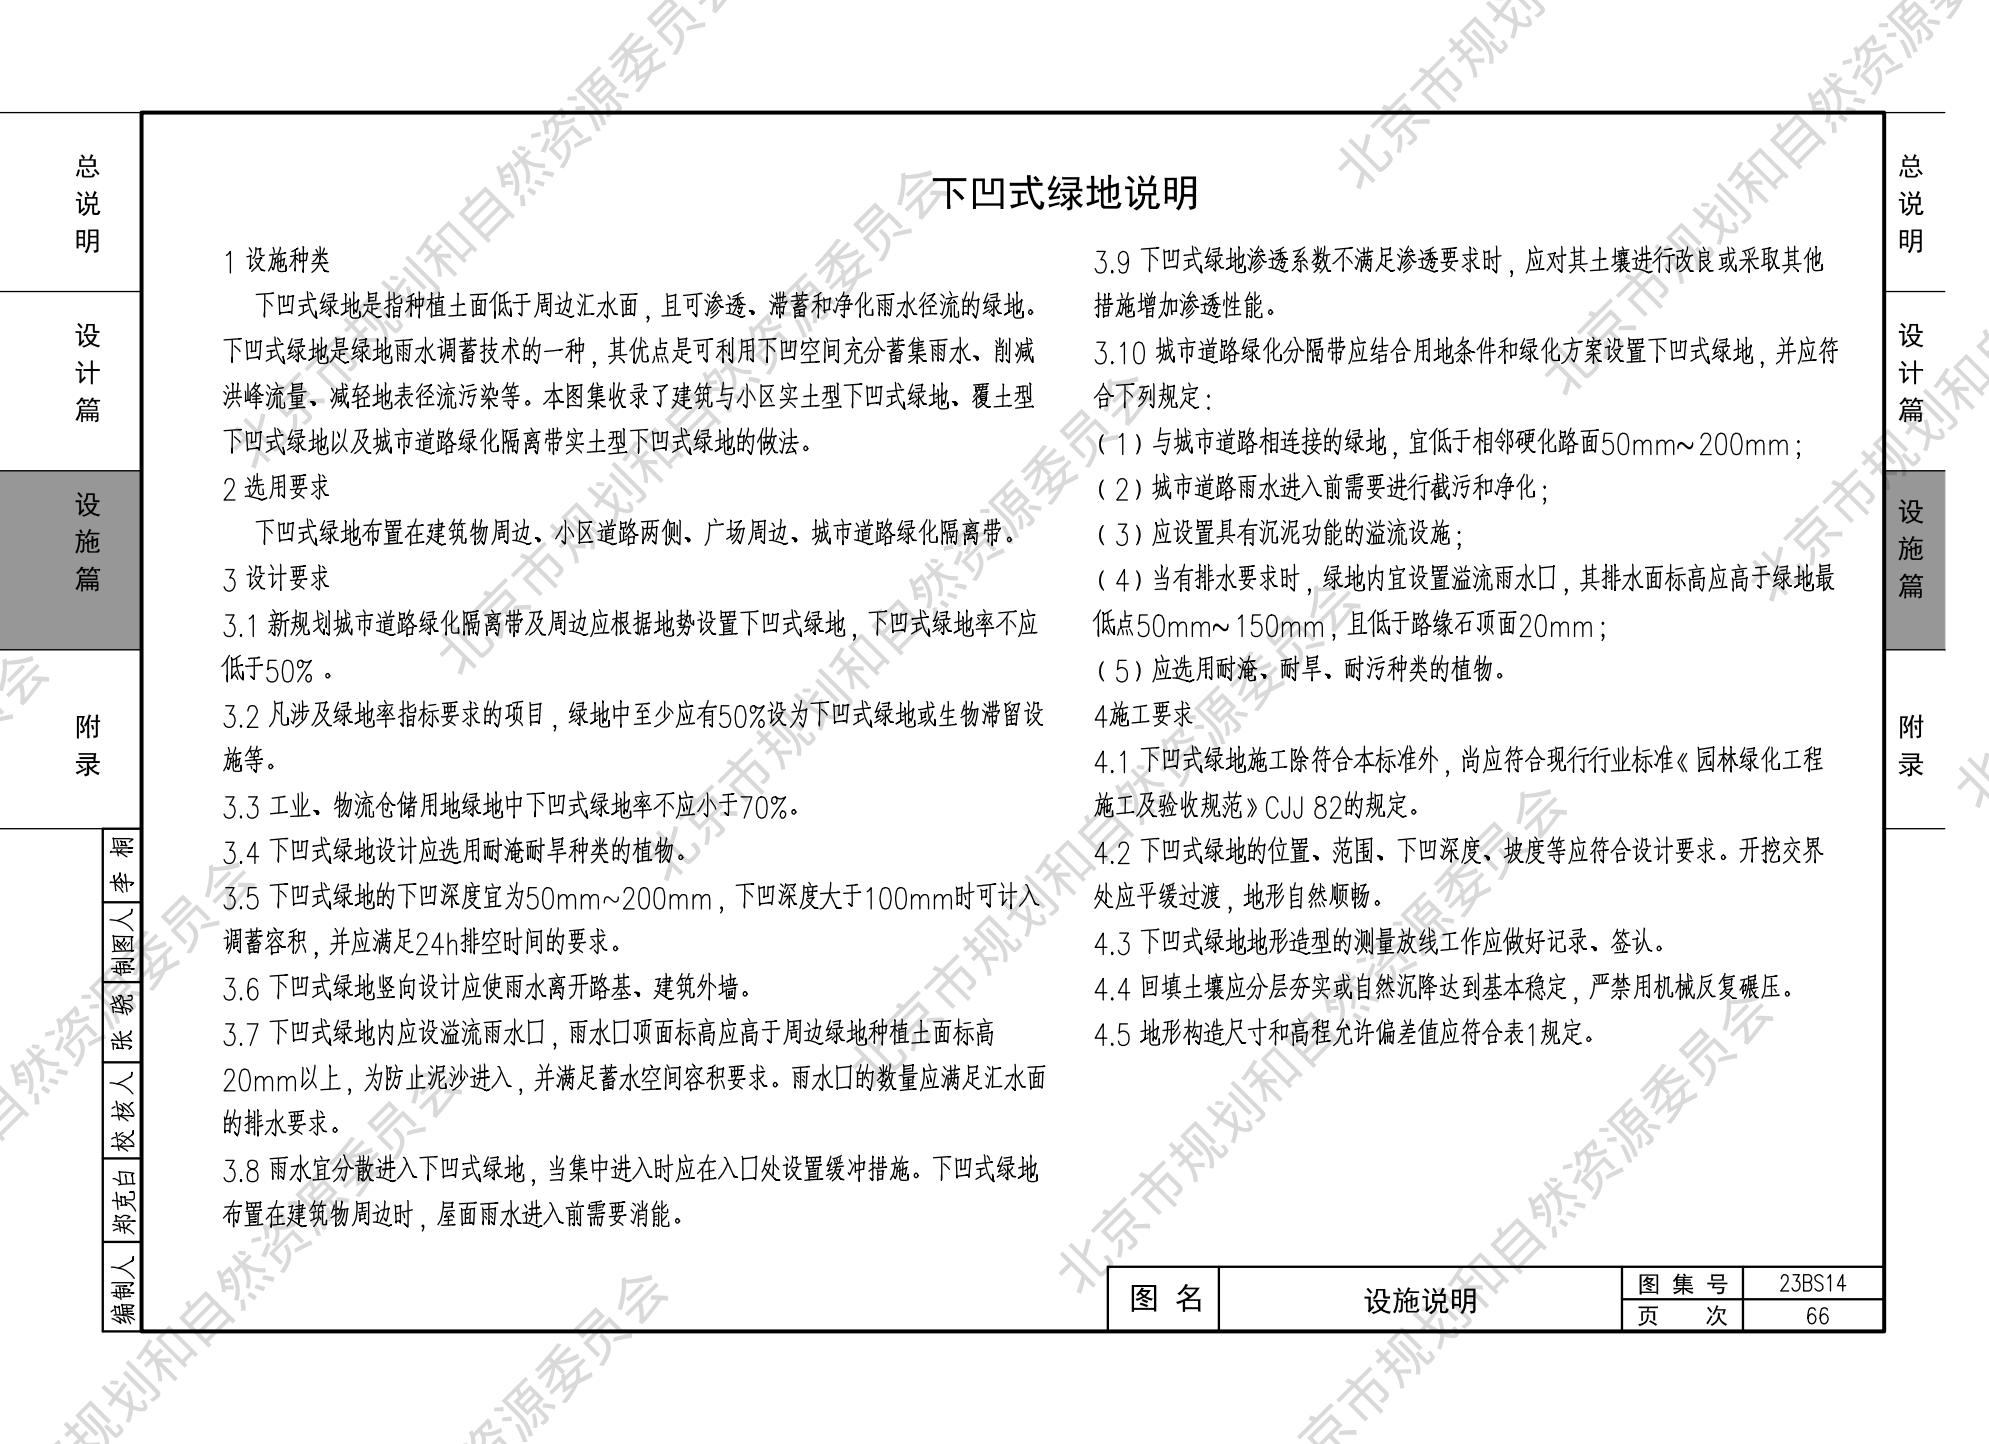 下凹式绿地说明
1 设施种类
下凹式绿地是指种植土面低于周边汇水面，且可渗透、滞蓄和净化雨水径流的绿地。
下凹式绿地是绿地雨水调蓄技术的一种，其优点是可利用下凹空间充分蓄集雨水、削减
洪峰流量、减轻地表径流污染等。本图集收录了建筑与小区实土型下凹式绿地、覆土型
下凹式绿地以及城市道路绿化隔离带实土型下凹式绿地的做法。
2 选用要求
下凹式绿地布置在建筑物周边、小区道路两侧、广场周边、城市道路绿化隔离带。
3 设计要求
3.1 新规划城市道路绿化隔离带及周边应根据地势设置下凹式绿地，下凹式绿地率不应
低于50%。
3.2 凡涉及绿地率指标要求的项目，绿地中至少应有50%设为下凹式绿地或生物滞留设
施等。
3.3 工业、物流仓储用地绿地中下凹式绿地率不应小于70%。
3.4 下凹式绿地设计应选用耐淹耐旱种类的植物。
3.5 下凹式绿地的下凹深度宜为50mm~200mm，下凹深度大于100mm时可计入
调蓄容积，并应满足24h排空时间的要求。
3.6 下凹式绿地竖向设计应使雨水离开路基、建筑外墙。
3.7 下凹式绿地内应设溢流雨水口，雨水口顶面标高应高于周边绿地种植土面标高
20mm以上，为防止泥沙进入，并满足蓄水空间容积要求。雨水口的数量应满足汇水面
的排水要求。
3.8 雨水宜分散进入下凹式绿地，当集中进入时应在入口处设置缓冲措施。下凹式绿地
布置在建筑物周边时，屋面雨水进入前需要消能。
3.9 下凹式绿地渗透系数不满足渗透要求时，应对其土壤进行改良或采取其他
措施增加渗透性能。
3.10 城市道路绿化分隔带应结合用地条件和绿化方案设置下凹式绿地，并应符
合下列规定：
（1）与城市道路相连接的绿地，宜低于相邻硬化路面50mm~200mm；
（2）城市道路雨水进入前需要进行截污和净化；
（3）应设置具有沉泥功能的溢流设施；
（4）当有排水要求时，绿地内宜设置溢流雨水口，其排水面标高应高于绿地最
低点50mm~150mm，且低于路缘石顶面20mm；
（5）应选用耐淹、耐旱、耐污种类的植物。
4施工要求
4.1 下凹式绿地施工除符合本标准外，尚应符合现行行业标准《园林绿化工程
施工及验收规范》CJJ 82的规定。
4.2 下凹式绿地的位置、范围、下凹深度、坡度等应符合设计要求。开挖交界
处应平缓过渡，地形自然顺畅。
4.3 下凹式绿地地形造型的测量放线工作应做好记录、签认。
4.4 回填土壤应分层夯实或自然沉降达到基本稳定，严禁用机械反复碾压。
4.5 地形构造尺寸和高程允许偏差值应符合表1规定。
总说明
设计篇
设施篇
附录
总说明
设计篇
设施篇
附录
编制人 郑克白 校核人 张骁 制图人 李桐
图名 设施说明 图集号 23BS14
页次 66
北京市规划和自然资源委员会